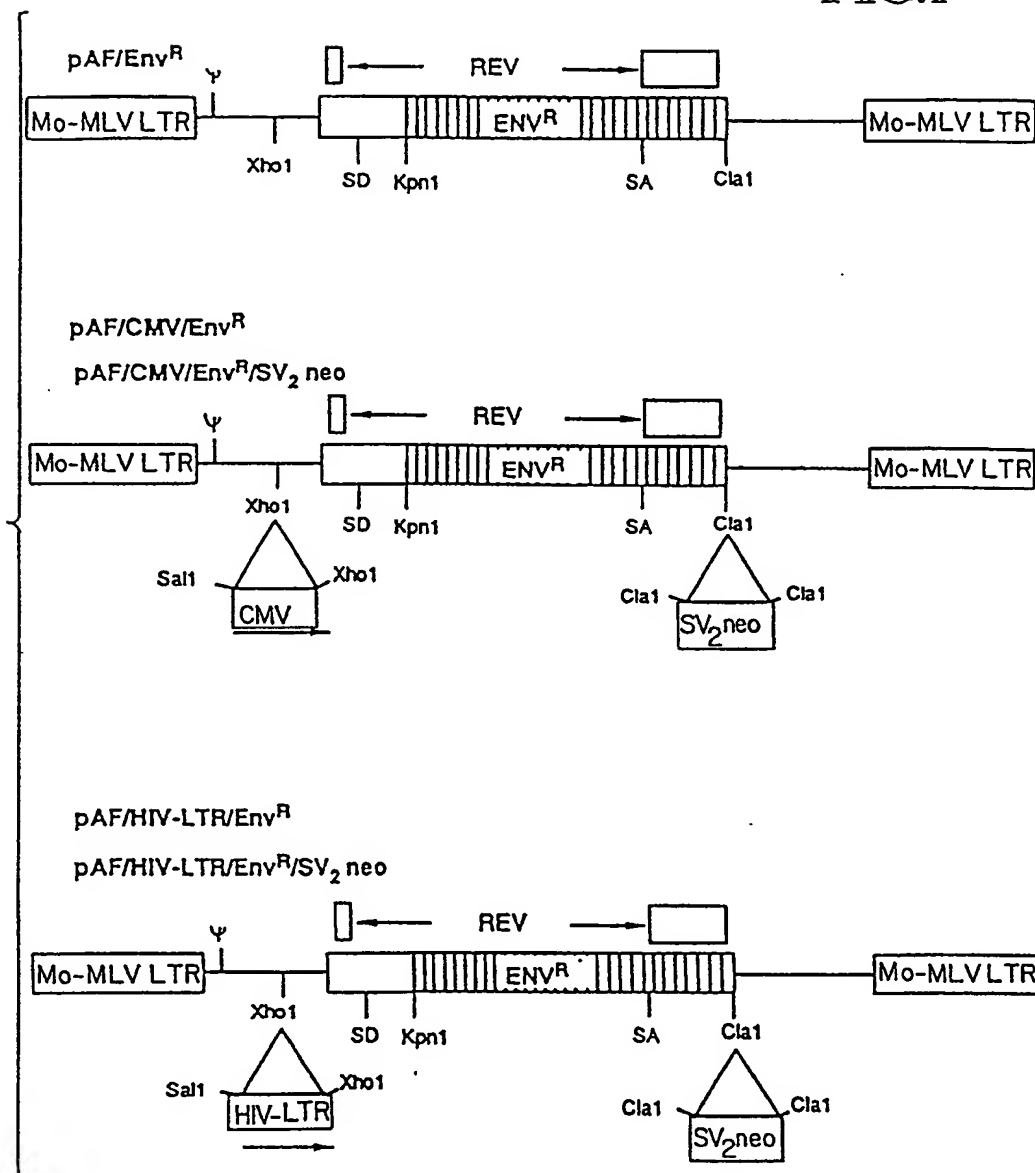 pAF/Env^R
REV
Ψ
Mo-MLV LTR
ENV^R
Mo-MLV LTR
Xho1
SD
Kpn1
SA
Cla1
pAF/CMV/Env^R
pAF/CMV/Env^R/SV₂ neo
REV
Ψ
Mo-MLV LTR
ENV^R
Mo-MLV LTR
Xho1
SD
Kpn1
SA
Cla1
Sal1
Xho1
Cla1
Cla1
CMV
SV₂neo
pAF/HIV-LTR/Env^R
pAF/HIV-LTR/Env^R/SV₂ neo
REV
Ψ
Mo-MLV LTR
ENV^R
Mo-MLV LTR
Xho1
SD
Kpn1
SA
Cla1
Sal1
Xho1
Cla1
Cla1
HIV-LTR
SV₂neo